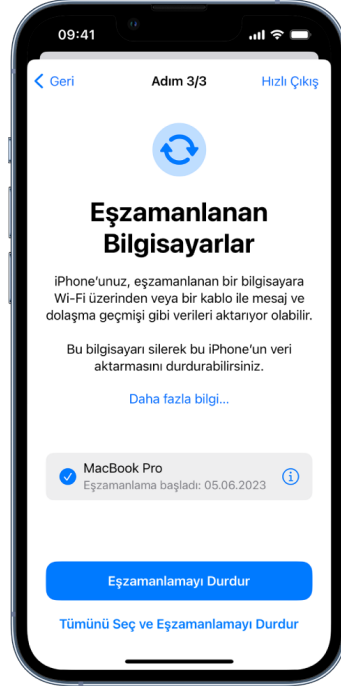 09:41
Geri
Adım 3/3
Hızlı Çıkış
Eşzamanlanan
Bilgisayarlar
iPhone’unuz, eşzamanlanan bir bilgisayara
Wi-Fi üzerinden veya bir kablo ile mesaj ve
dolaşma geçmişi gibi verileri aktarıyor olabilir.
Bu bilgisayarı silerek bu iPhone’un veri
aktarmasını durdurabilirsiniz.
Daha fazla bilgi...
MacBook Pro
Eşzamanlama başladı: 05.06.2023
Eşzamanlamayı Durdur
Tümünü Seç ve Eşzamanlamayı Durdur